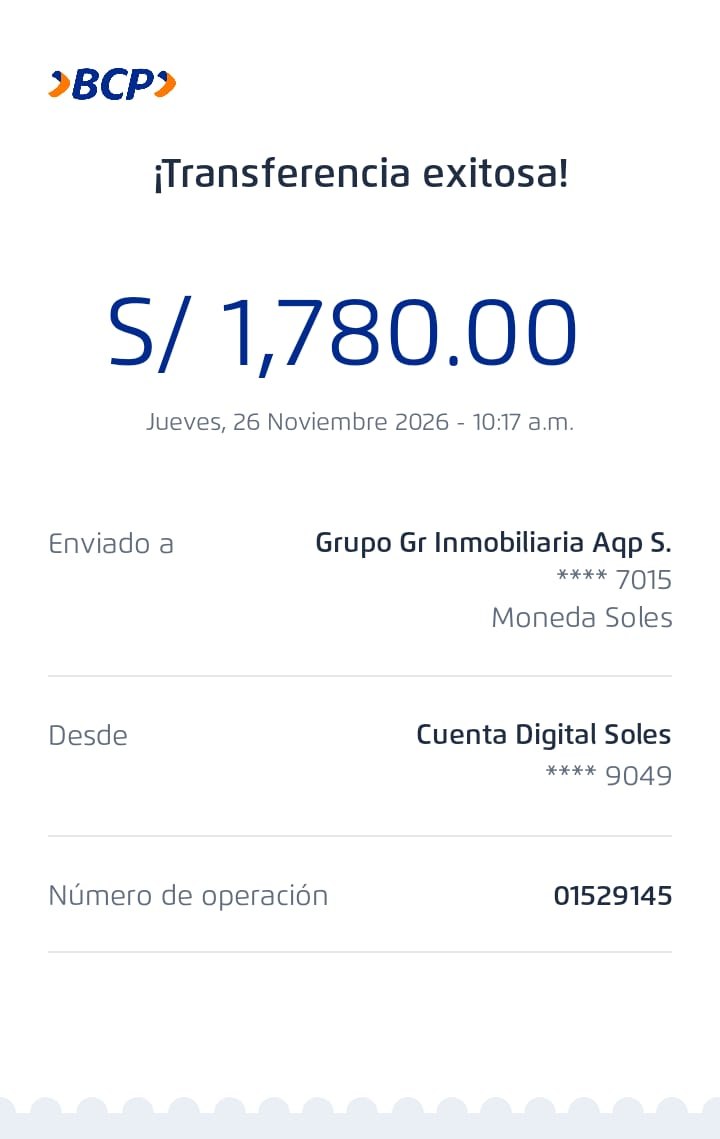 BCP
¡Transferencia exitosa!
S/ 1,780.00
Jueves, 26 Noviembre 2026 - 10:17 a.m.
Enviado a
Grupo Gr Inmobiliaria Aqp S.
**** 7015
Moneda Soles
Desde
Cuenta Digital Soles
**** 9049
Número de operación
01529145